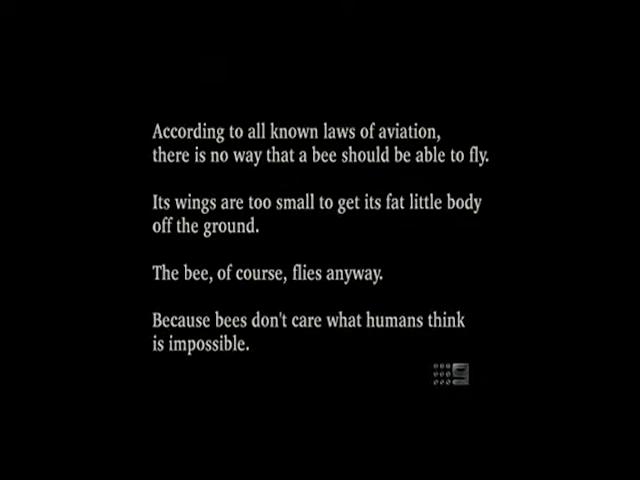 According to all known laws of aviation,
there is no way that a bee should be able to fly.
Its wings are too small to get its fat little body
off the ground.
The bee, of course, flies anyway.
Because bees don't care what humans think
is impossible.
9